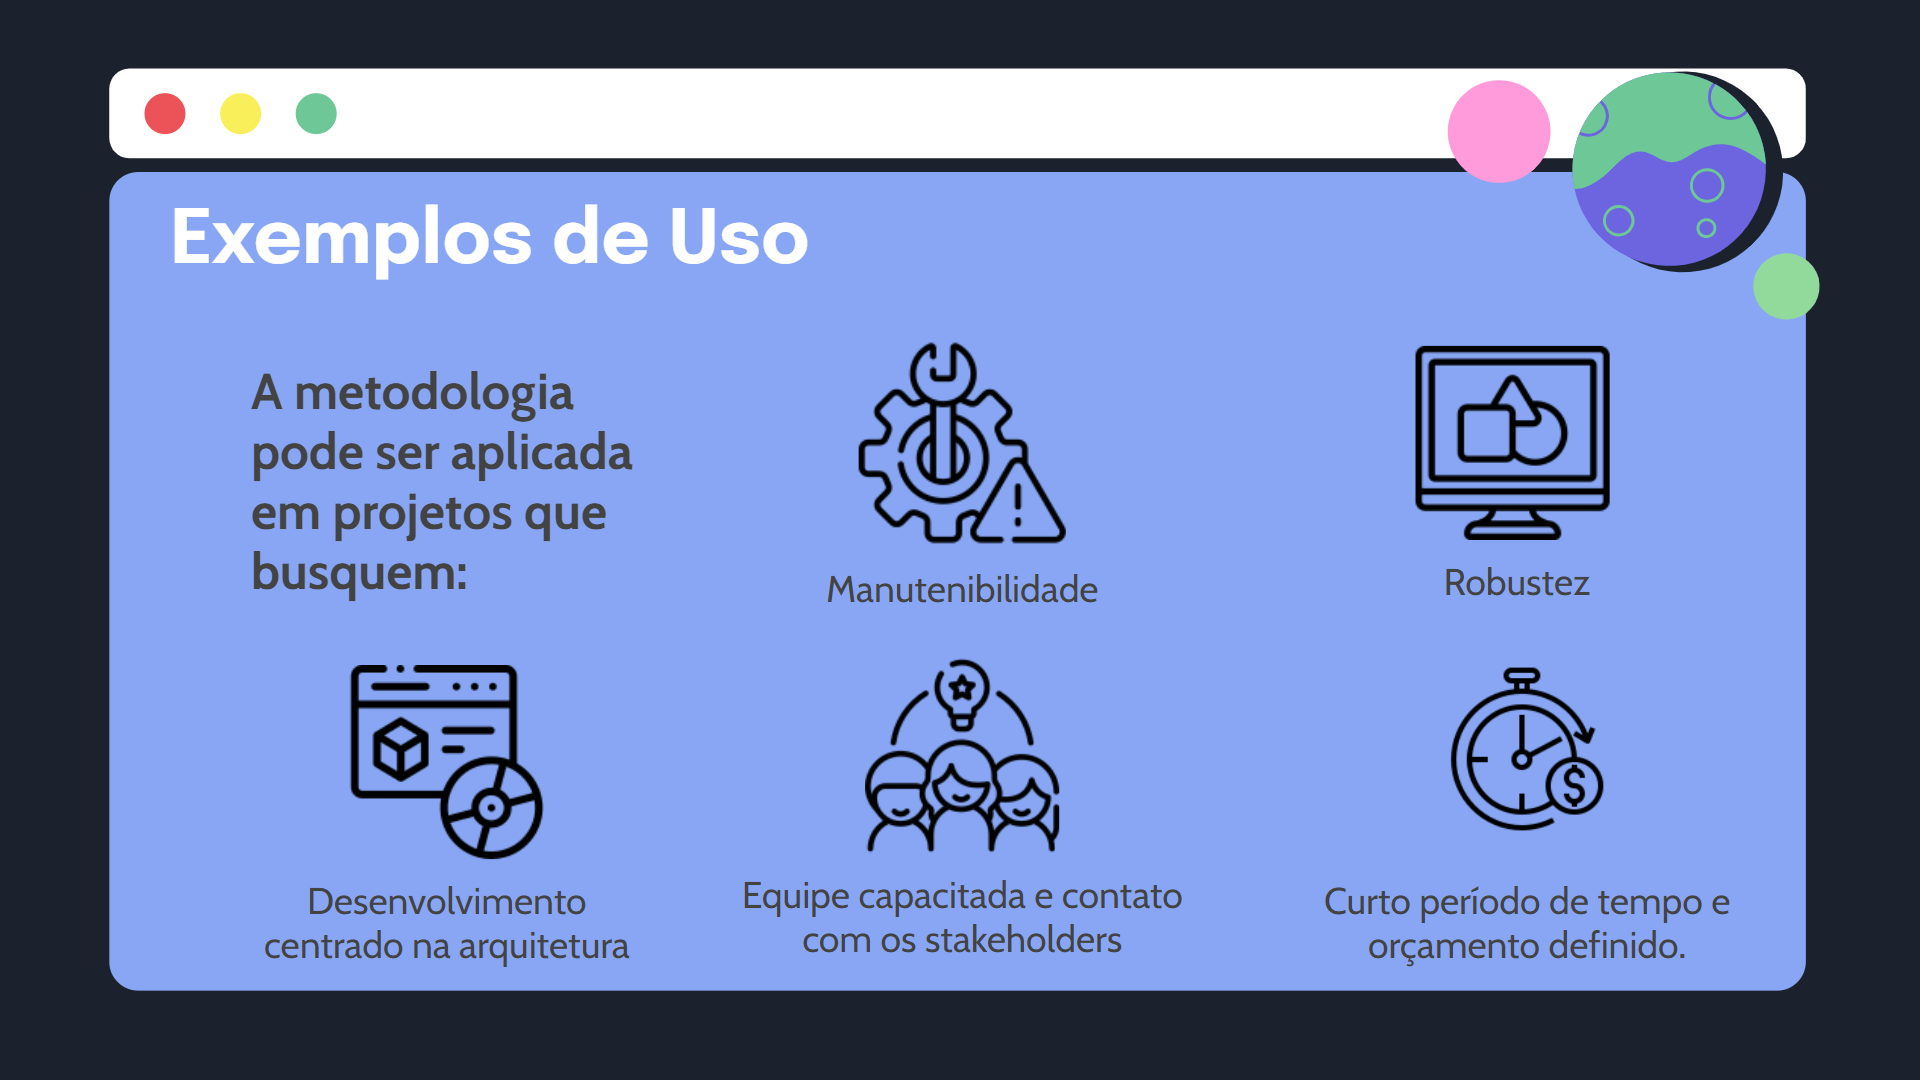 Exemplos de Uso
A metodologia
pode ser aplicada
em projetos que
busquem:
Manutenibilidade
Robustez
Desenvolvimento
centrado na arquitetura
Equipe capacitada e contato
com os stakeholders
Curto período de tempo e
orçamento definido.